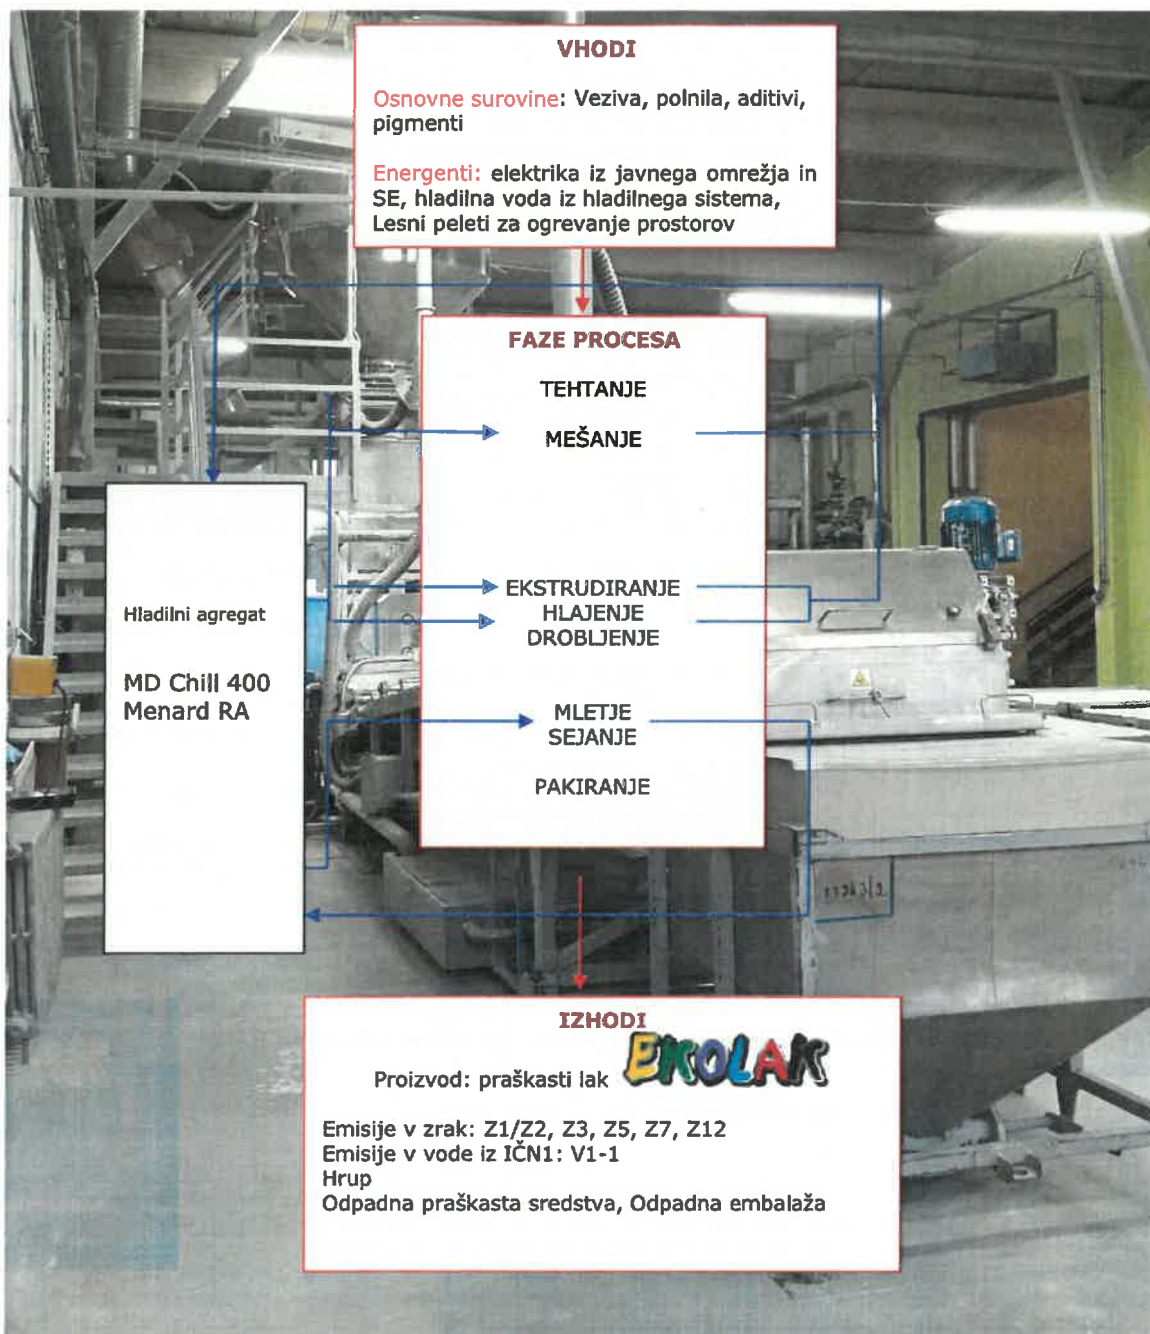 VHODI
Osnovne surovine: Veziva, polnila, aditivi,
pigmenti
Energenti: elektrika iz javnega omrežja in
SE, hladilna voda iz hladilnega sistema,
Lesni peleti za ogrevanje prostorov
FAZE PROCESA
TEHTANJE
MEŠANJE
EKSTRUDIRANJE
HLAJENJE
DROBLJENJE
MLETJE
SEJANJE
PAKIRANJE
Hladilni agregat
MD Chill 400
Menard RA
IZHODI
Proizvod: praškasti lak EKOLAK
Emisije v zrak: Z1/Z2, Z3, Z5, Z7, Z12
Emisije v vode iz IČN1: V1-1
Hrup
Odpadna praškasta sredstva, Odpadna embalaža